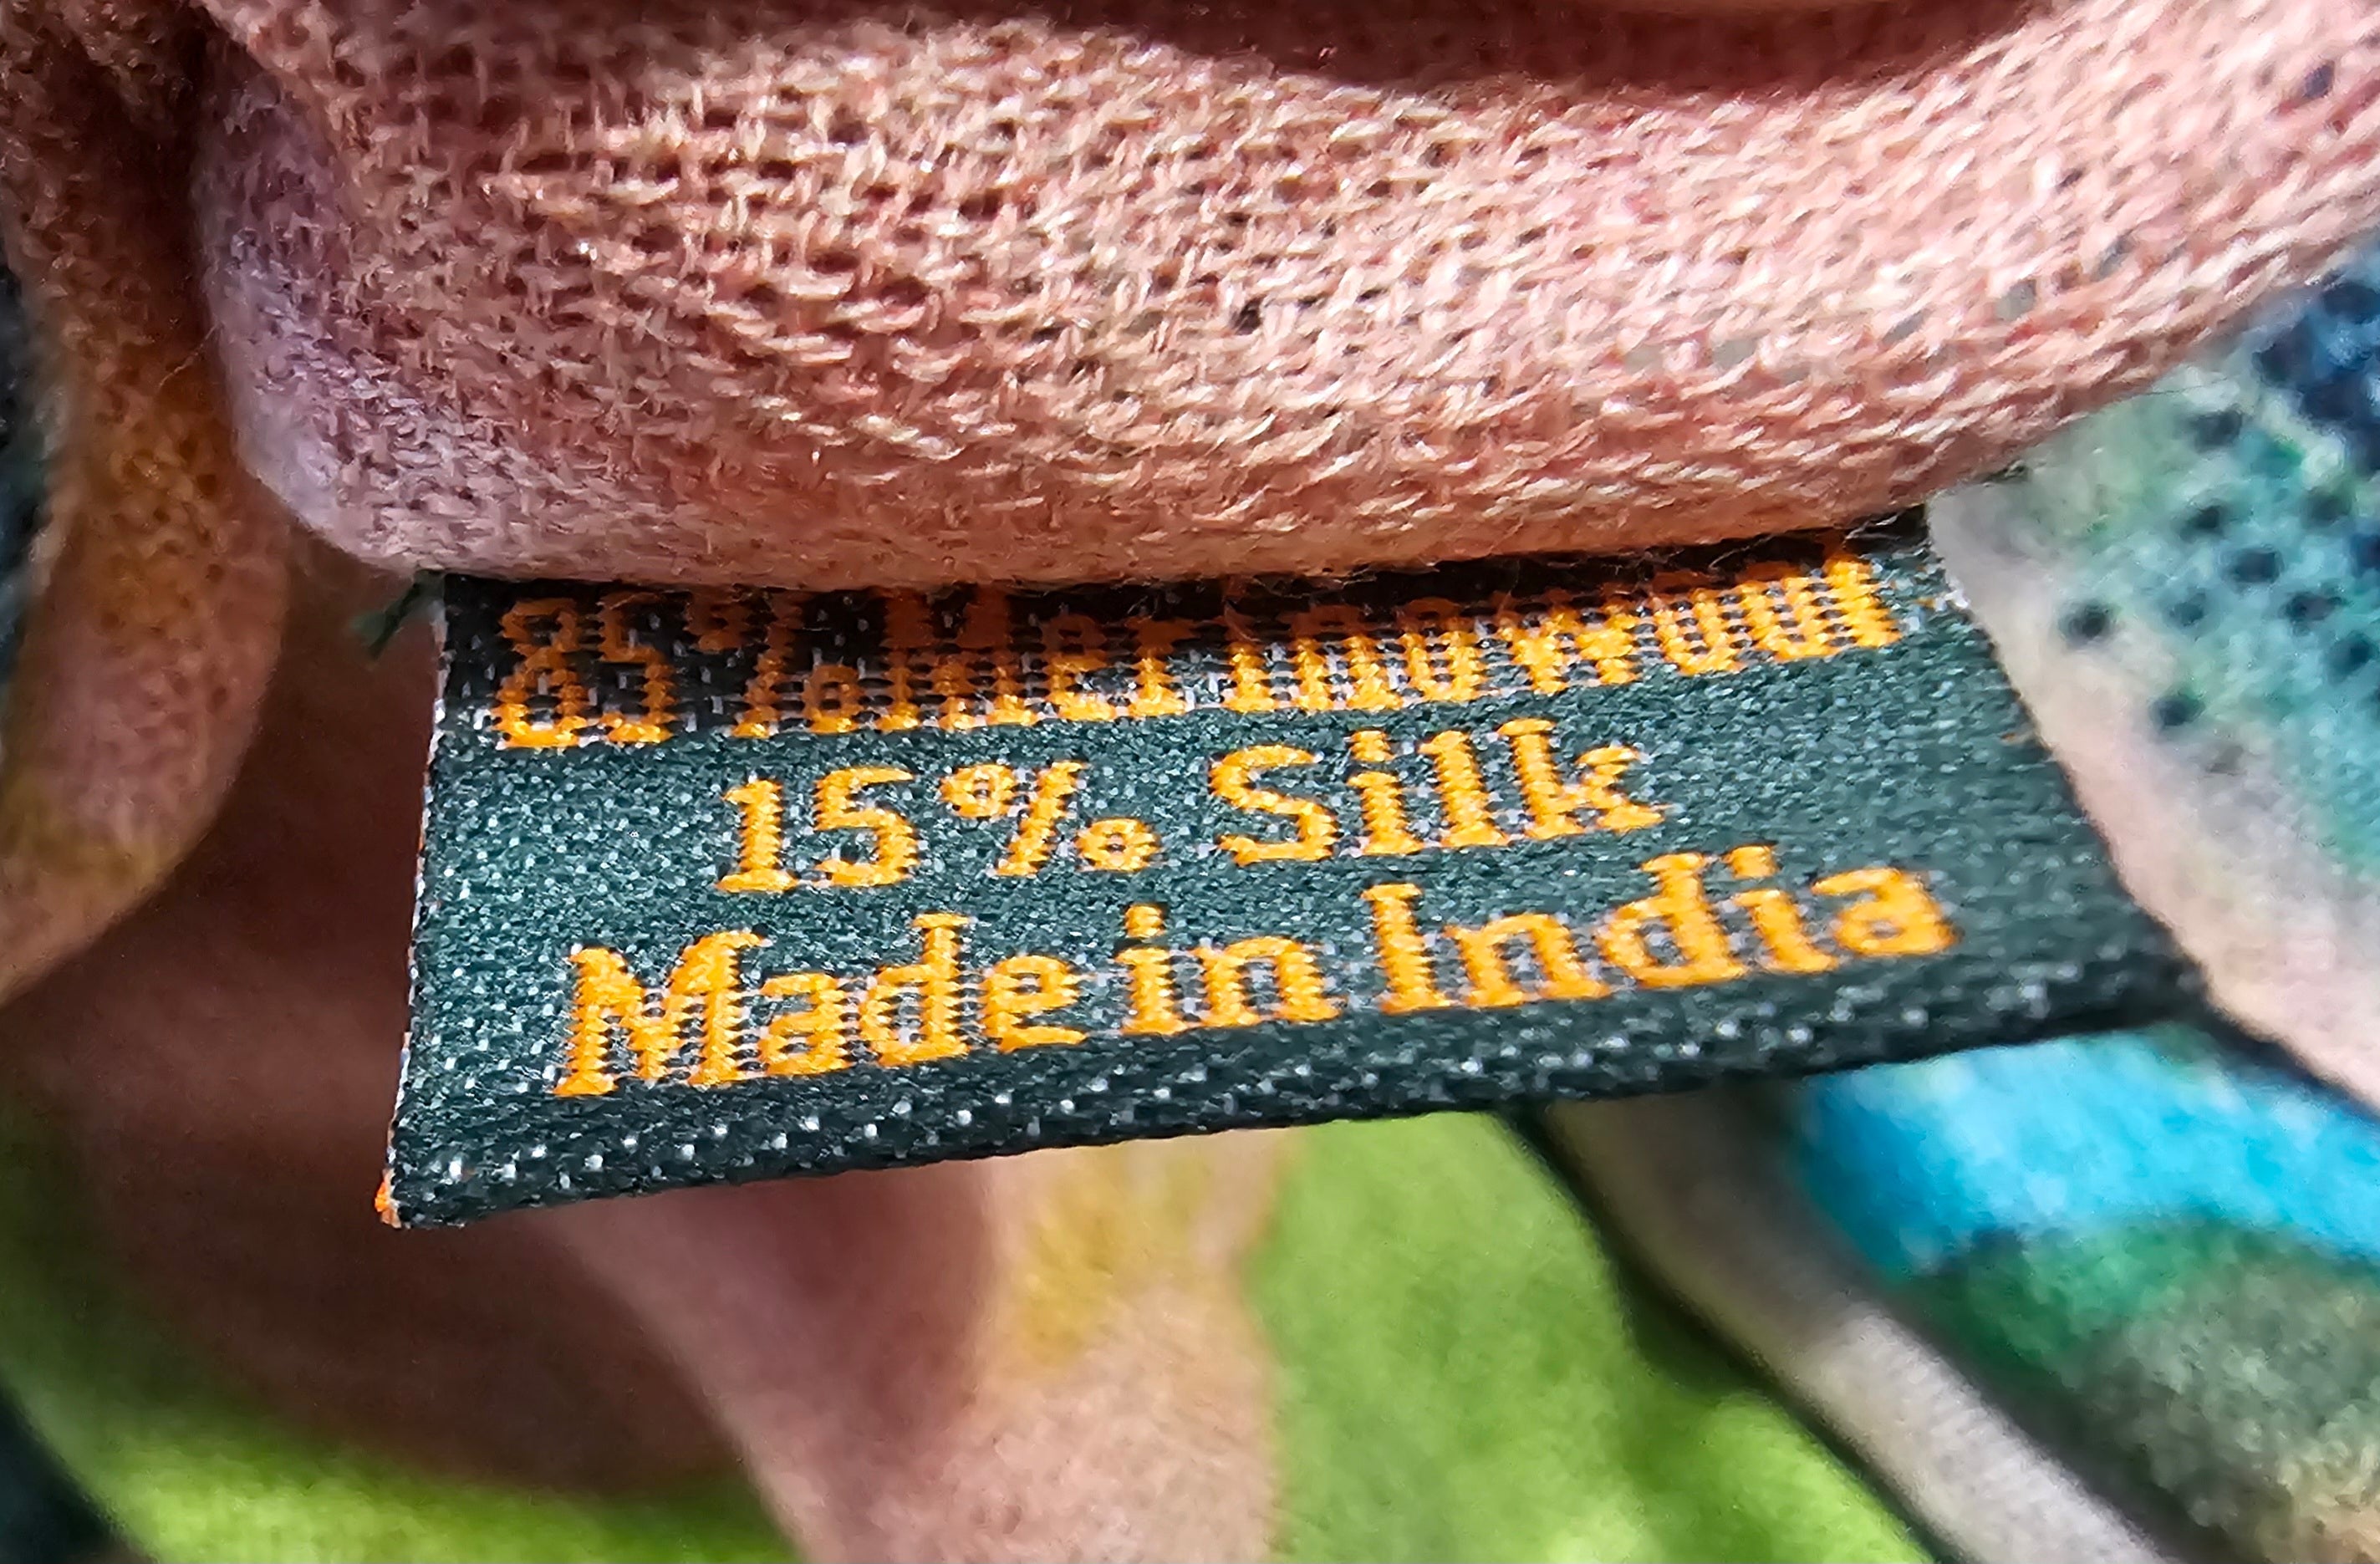 85% Merino wool
15% Silk
Made in India